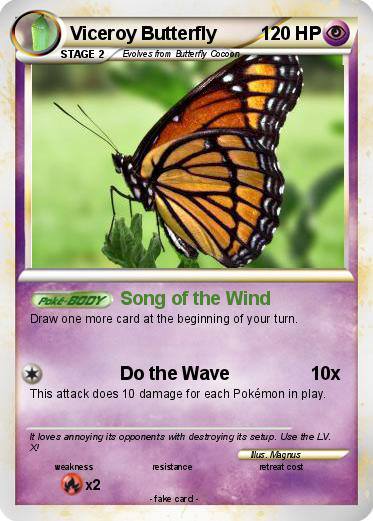 Viceroy Butterfly 120 HP
STAGE 2 Evolves from Butterfly Cocoon
Poké-BODY Song of the Wind
Draw one more card at the beginning of your turn.
Do the Wave 10x
This attack does 10 damage for each Pokémon in play.
It loves annoying its opponents with destroying its setup. Use the LV.
X!
Illus. Magnus
weakness resistance retreat cost
x2
- fake card -